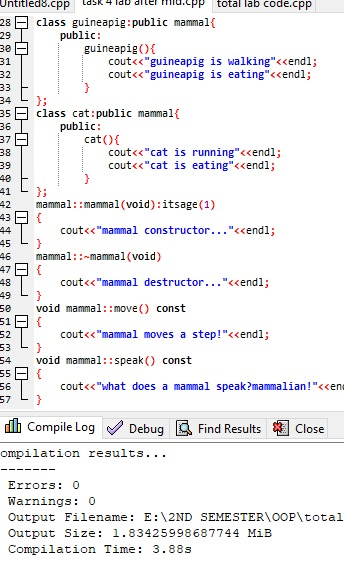 Untitled8.cpp task 4 lab after mid.cpp total lab code.cpp
28 class guineapig:public mammal{
29 public:
30 guineapig(){
31 cout<<"guineapig is walking"<<endl;
32 cout<<"guineapig is eating"<<endl;
33 }
34 };
35 class cat:public mammal{
36 public:
37 cat(){
38 cout<<"cat is running"<<endl;
39 cout<<"cat is eating"<<endl;
40 }
41 };
42 mammal::mammal(void):itsage(1)
43 {
44 cout<<"mammal constructor..."<<endl;
45 }
46 mammal::~mammal(void)
47 {
48 cout<<"mammal destructor..."<<endl;
49 }
50 void mammal::move() const
51 {
52 cout<<"mammal moves a step!"<<endl;
53 }
54 void mammal::speak() const
55 {
56 cout<<"what does a mammal speak?mammalian!"<<en
57 }
Compile Log Debug Find Results Close
ompilation results...
-------
Errors: 0
Warnings: 0
Output Filename: E:\2ND SEMESTER\OOP\total
Output Size: 1.83425998687744 MiB
Compilation Time: 3.88s